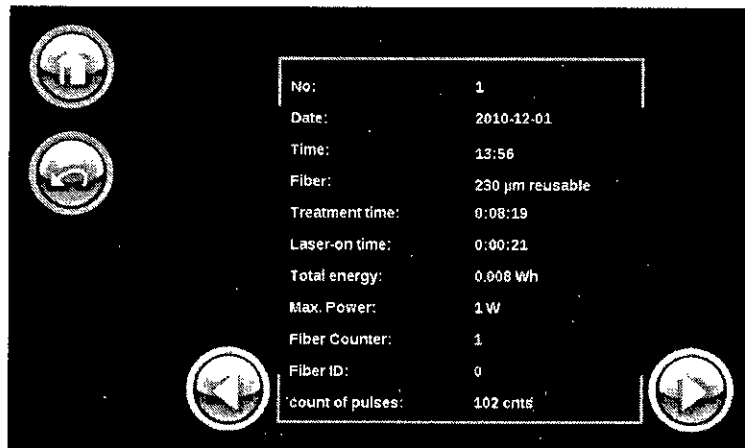 No: 1
Date: 2010-12-01
Time: 13:56
Fiber: 230 µm reusable
Treatment time: 0:08:19
Laser-on time: 0:00:21
Total energy: 0.008 Wh
Max. Power: 1 W
Fiber Counter: 1
Fiber ID: 0
count of pulses: 102 cnts